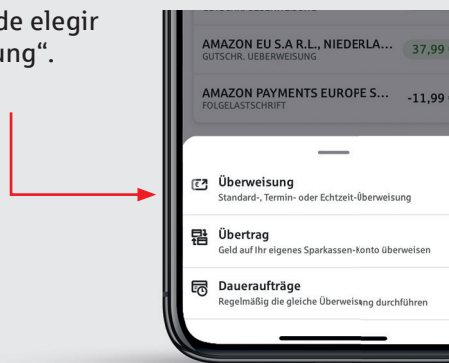 de elegir
ung“.
AMAZON EU S.A R.L., NIEDERLA... 37,99
GUTSCHR. UEBERWEISUNG
AMAZON PAYMENTS EUROPE S... -11,99
FOLGELASTSCHRIFT
Überweisung
Standard-, Termin- oder Echtzeit-Überweisung
Übertrag
Geld auf Ihr eigenes Sparkassen-Konto überweisen
Daueraufträge
Regelmäßig die gleiche Überweisung durchführen